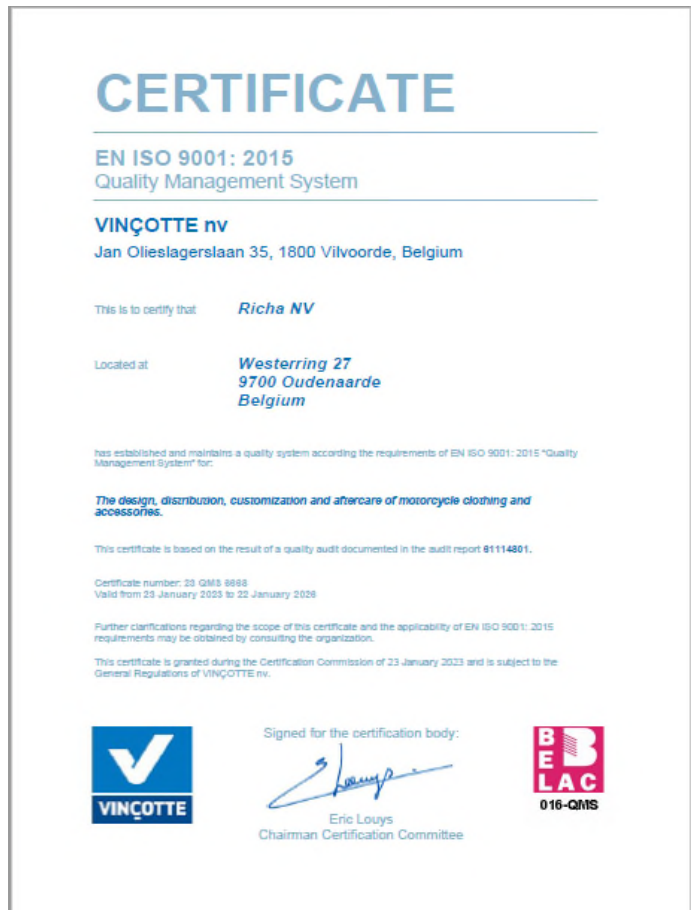 CERTIFICATE
EN ISO 9001: 2015
Quality Management System
VINÇOTTE nv
Jan Olieslagerslaan 35, 1800 Vilvoorde, Belgium
This is to certify that Richa NV
Located at Westerring 27
9700 Oudenaarde
Belgium
has established and maintains a quality system according the requirements of EN ISO 9001: 2015 "Quality
Management System" for:
The design, distribution, customization and aftercare of motorcycle clothing and
accessories.
This certificate is based on the result of a quality audit documented in the audit report 61114801.
Certificate number: 23 QMS
Valid from 23 January 2023 to 22 January 2026
Further clarifications regarding the scope of this certificate and the applicability of EN ISO 9001: 2015
requirements may be obtained by consulting the organization.
This certificate is granted during the Certification Commission of 23 January 2023 and is subject to the
General Regulations of VINÇOTTE nv.
Signed for the certification body:
VINÇOTTE
Eric Louys
Chairman Certification Committee
B
E B
LAC
016-QMS